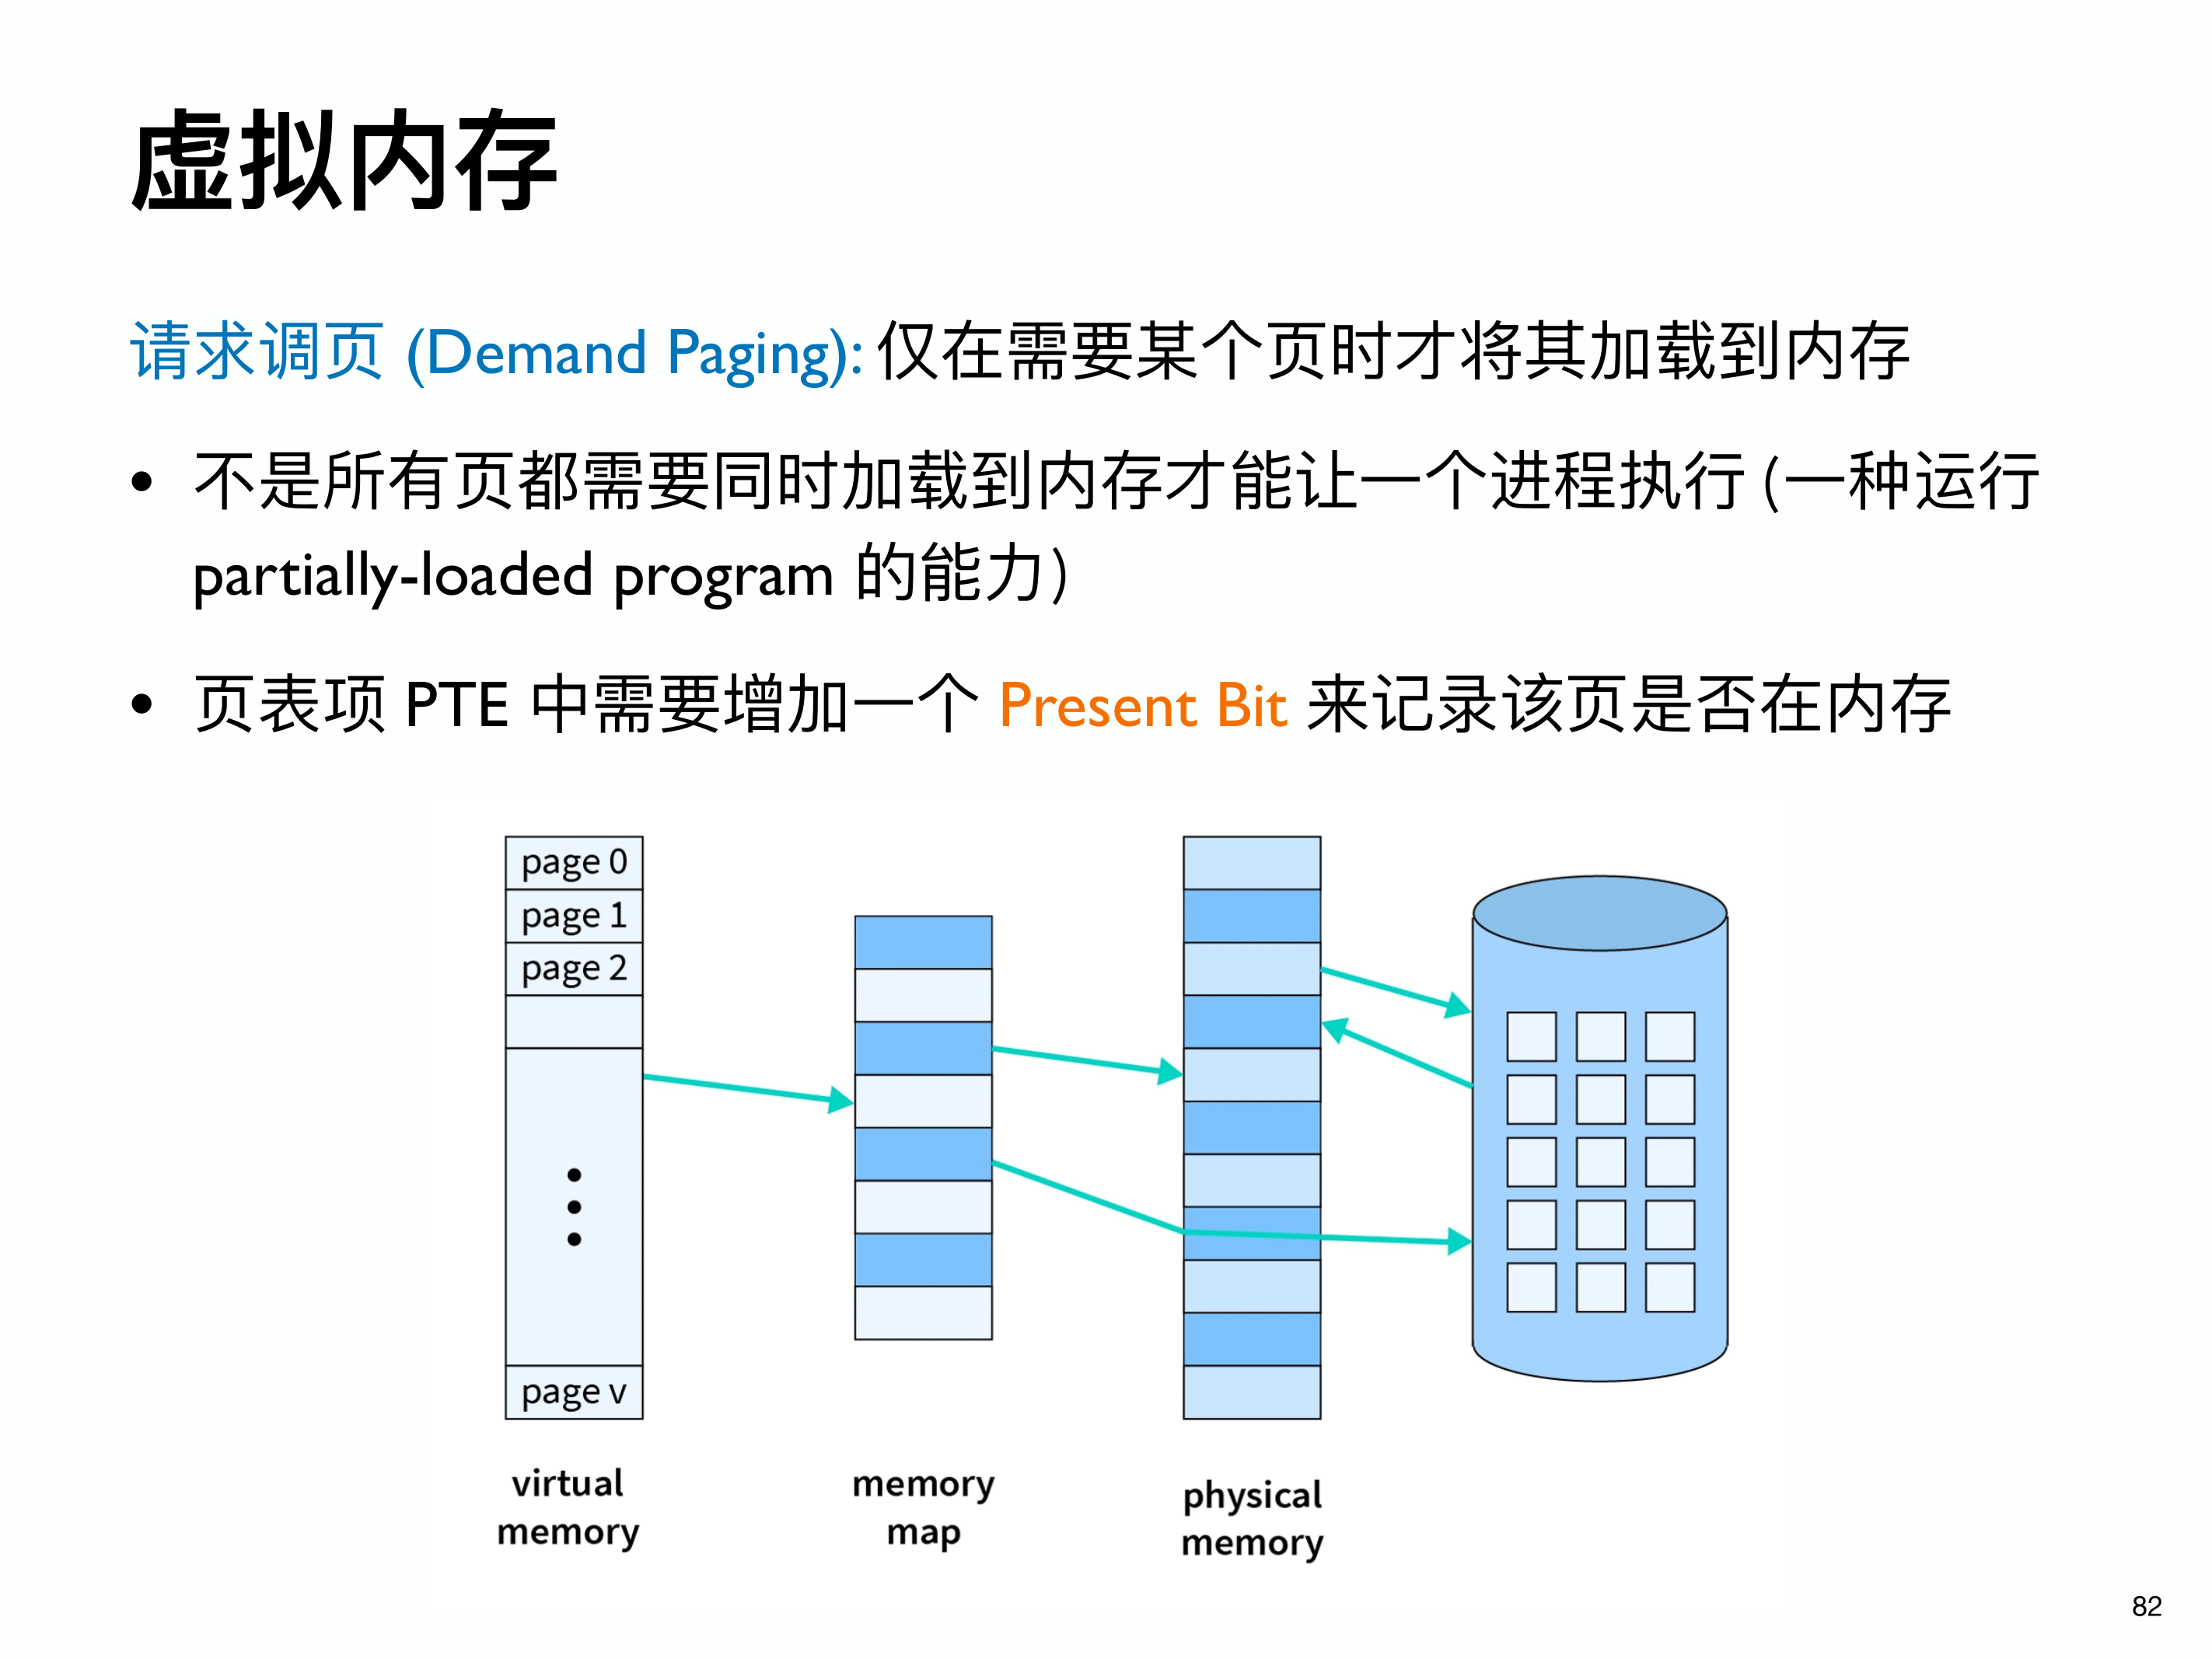 虚拟内存
请求调页 (Demand Paging): 仅在需要某个页时才将其加载到内存
• 不是所有页都需要同时加载到内存才能让一个进程执行 (一种运行
partially-loaded program 的能力)
• 页表项 PTE 中需要增加一个 Present Bit 来记录该页是否在内存
page 0
page 1
page 2
page v
virtual
memory
memory
map
physical
memory
82